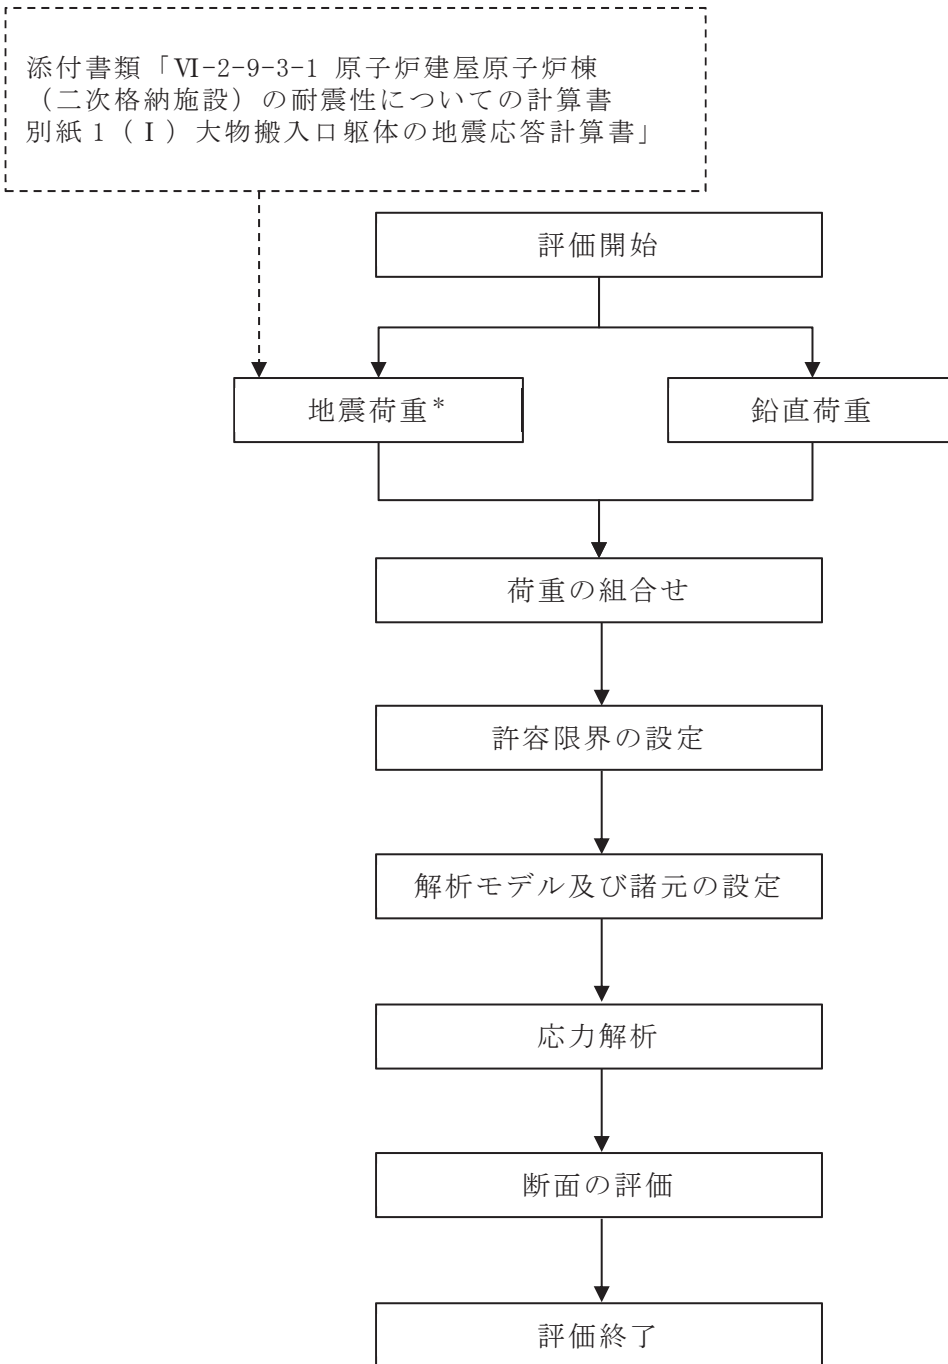 添付書類「Ⅵ-2-9-3-1 原子炉建屋原子炉棟
（二次格納施設）の耐震性についての計算書
別紙1（Ⅰ）大物搬入口躯体の地震応答計算書」
評価開始
地震荷重*
鉛直荷重
荷重の組合せ
許容限界の設定
解析モデル及び諸元の設定
応力解析
断面の評価
評価終了